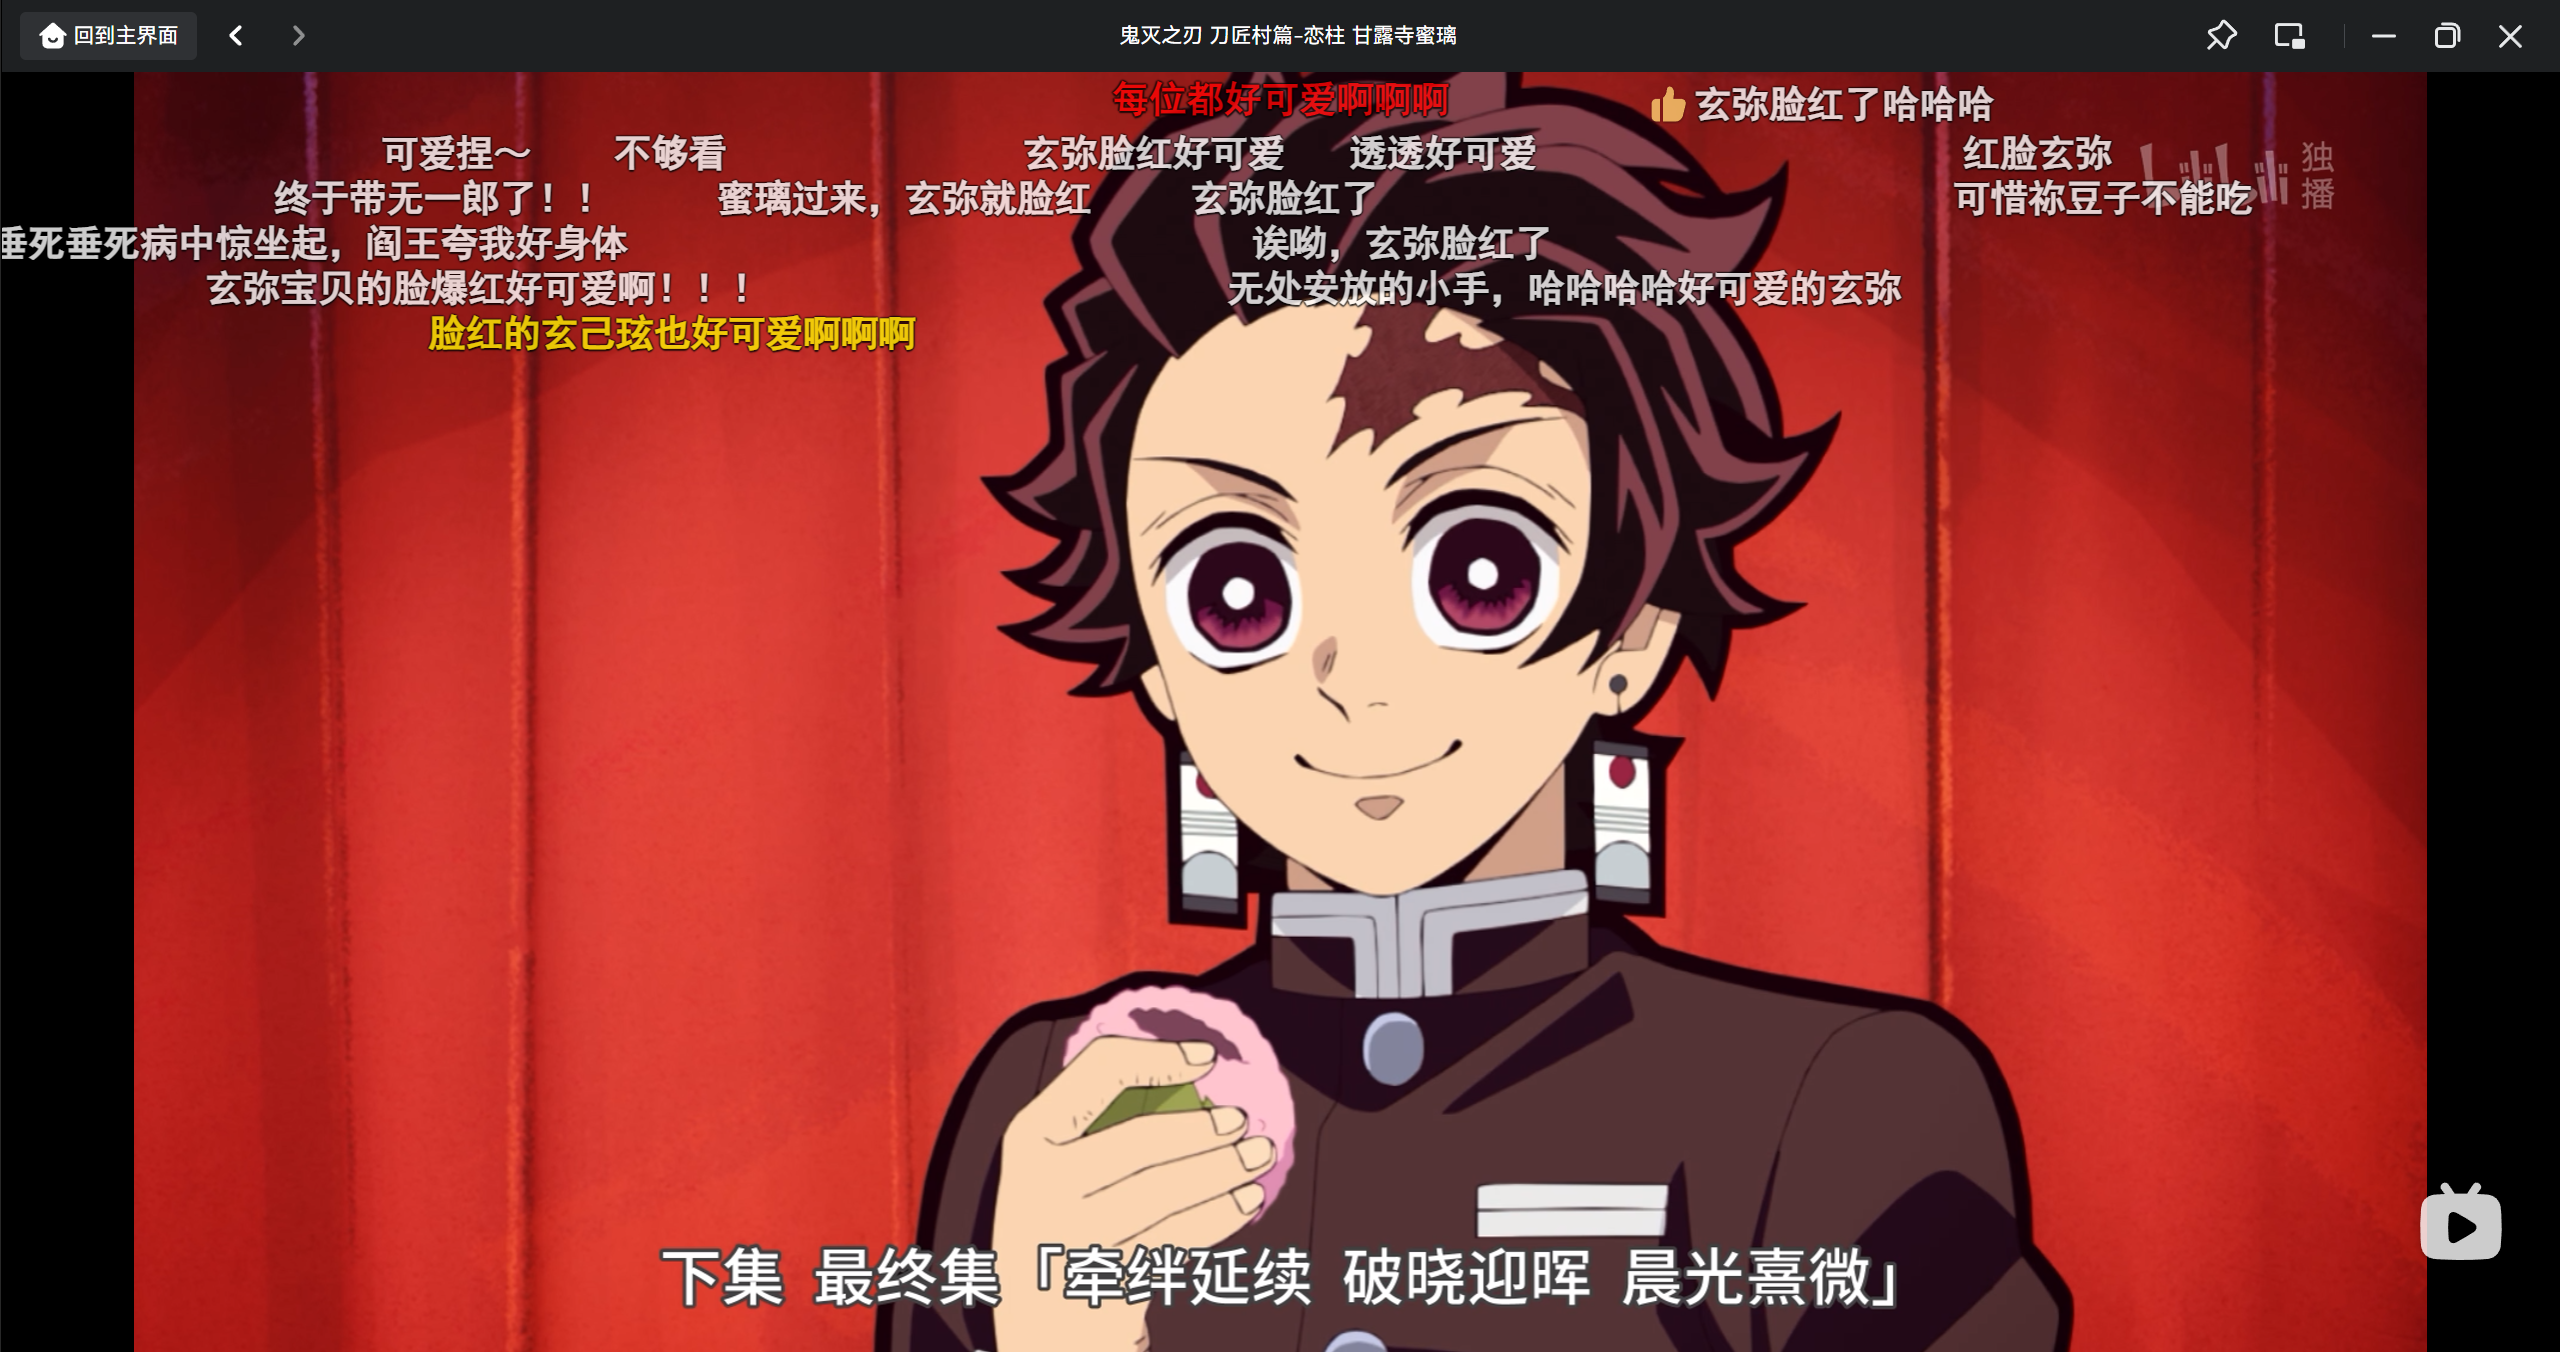 回到主界面
鬼灭之刃 刀匠村篇-恋柱 甘露寺蜜璃
每位都好可爱啊啊啊
玄弥脸红了哈哈哈
可爱捏～
不够看
玄弥脸红好可爱
透透好可爱
红脸玄弥
bilibili
独播
终于带无一郎了！！
蜜璃过来，玄弥就脸红
玄弥脸红了
可惜祢豆子不能吃
垂死垂死病中惊坐起，阎王夸我好身体
诶呦，玄弥脸红了
玄弥宝贝的脸爆红好可爱啊！！！
无处安放的小手，哈哈哈哈好可爱的玄弥
脸红的玄己玹也好可爱啊啊啊
下集 最终集「牵绊延续 破晓迎晖 晨光熹微」